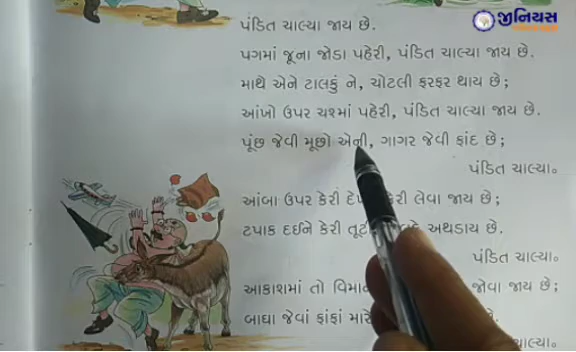 જીનિયસ
પંડિત ચાલ્યા જાય છે.
પગમાં જૂના જોડા પહેરી, પંડિત ચાલ્યા જાય છે.
માથે એને ટાલકું ને, ચોટલી ફરફર થાય છે;
આંખો ઉપર ચશ્માં પહેરી, પંડિત ચાલ્યા જાય છે.
પૂંછ જેવી મૂછો એની, ગાગર જેવી ફાંદ છે;
પંડિત ચાલ્યા૦
આંબા ઉપર કેરી લેવા જાય છે;
ટપાક દઈને કેરી અથડાય છે.
પંડિત ચાલ્યા૦
આકાશમાં તો જોવા જાય છે;
બાઘા જેવાં ફાંફાં છે.